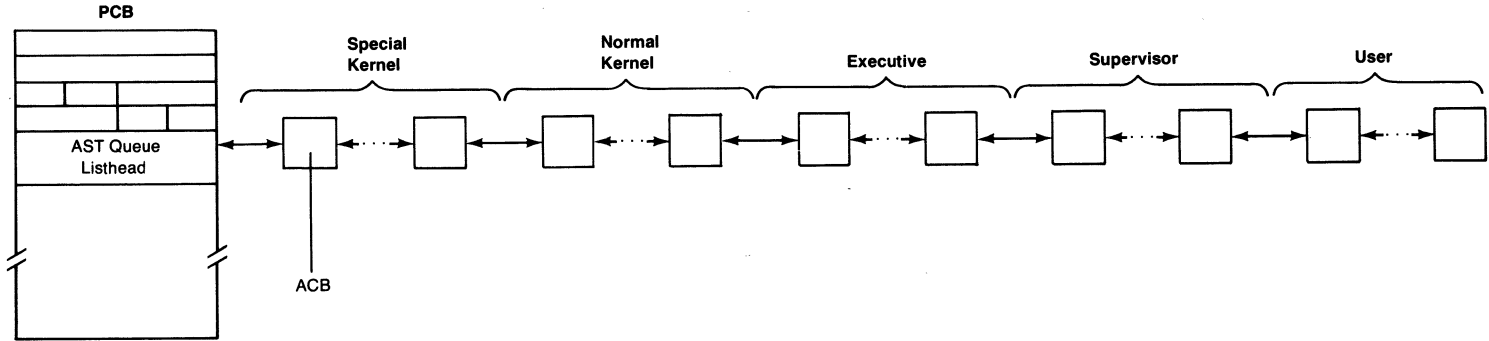 PCB
Special
Kernel
Normal
Kernel
Executive
Supervisor
User
AST Queue
Listhead
ACB